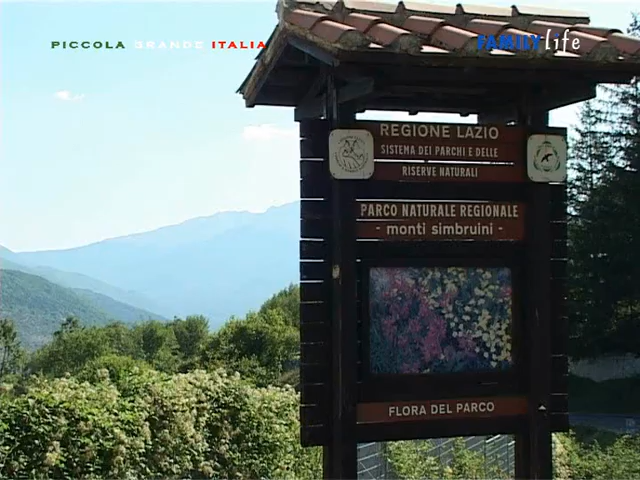 PICCOLA GRANDE ITALIA
FAMILY life
REGIONE LAZIO
SISTEMA DEI PARCHI E DELLE
RISERVE NATURALI
PARCO NATURALE REGIONALE
- monti simbruini -
FLORA DEL PARCO